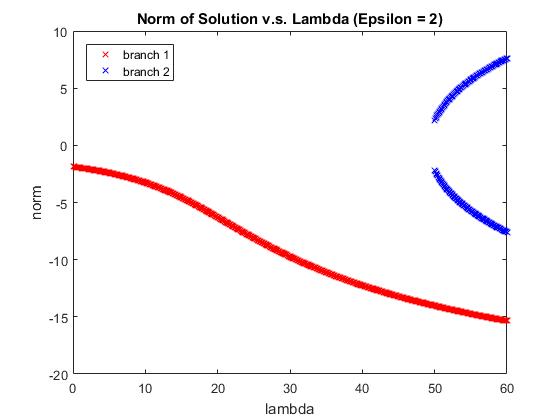 Norm of Solution v.s. Lambda (Epsilon = 2)
10
branch 1
branch 2
5
0
norm
-5
-10
-15
-20
0 10 20 30 40 50 60
lambda